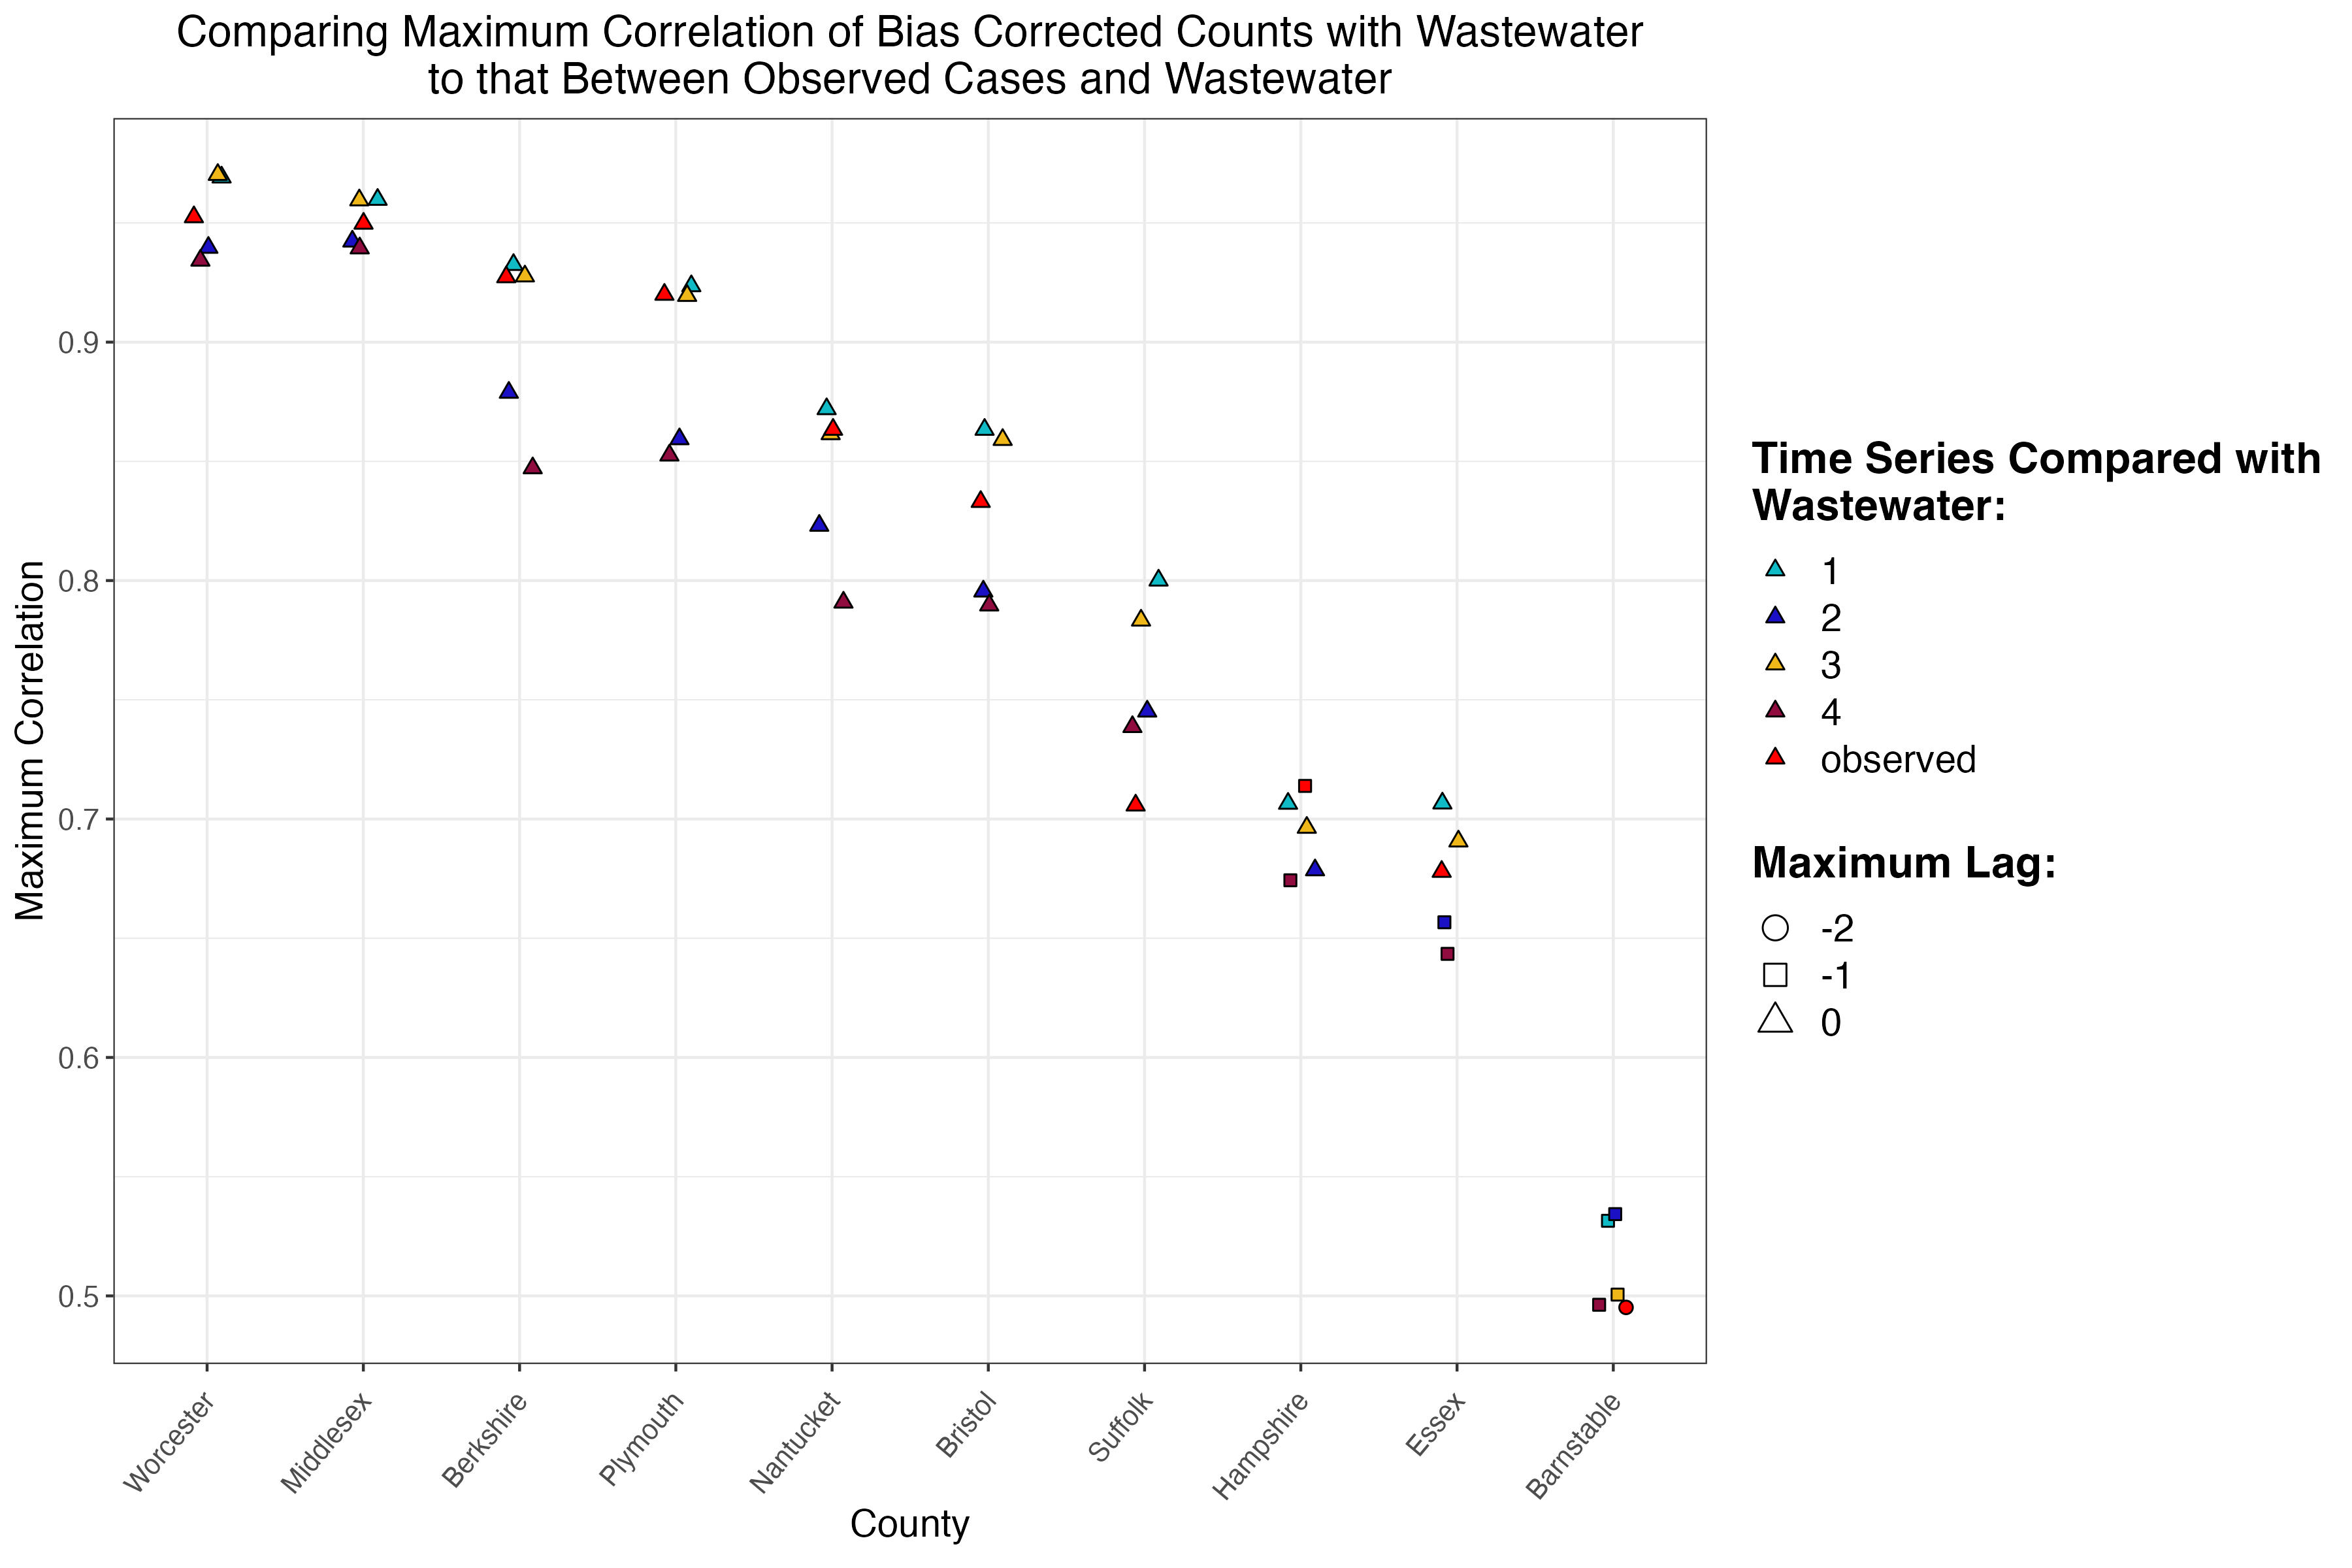 Comparing Maximum Correlation of Bias Corrected Counts with Wastewater
to that Between Observed Cases and Wastewater
Maximum Correlation
0.9
0.8
0.7
0.6
0.5
Worcester
Middlesex
Berkshire
Plymouth
Nantucket
Bristol
Suffolk
Hampshire
Essex
Barnstable
County
Time Series Compared with
Wastewater:
1
2
3
4
observed
Maximum Lag:
-2
-1
0